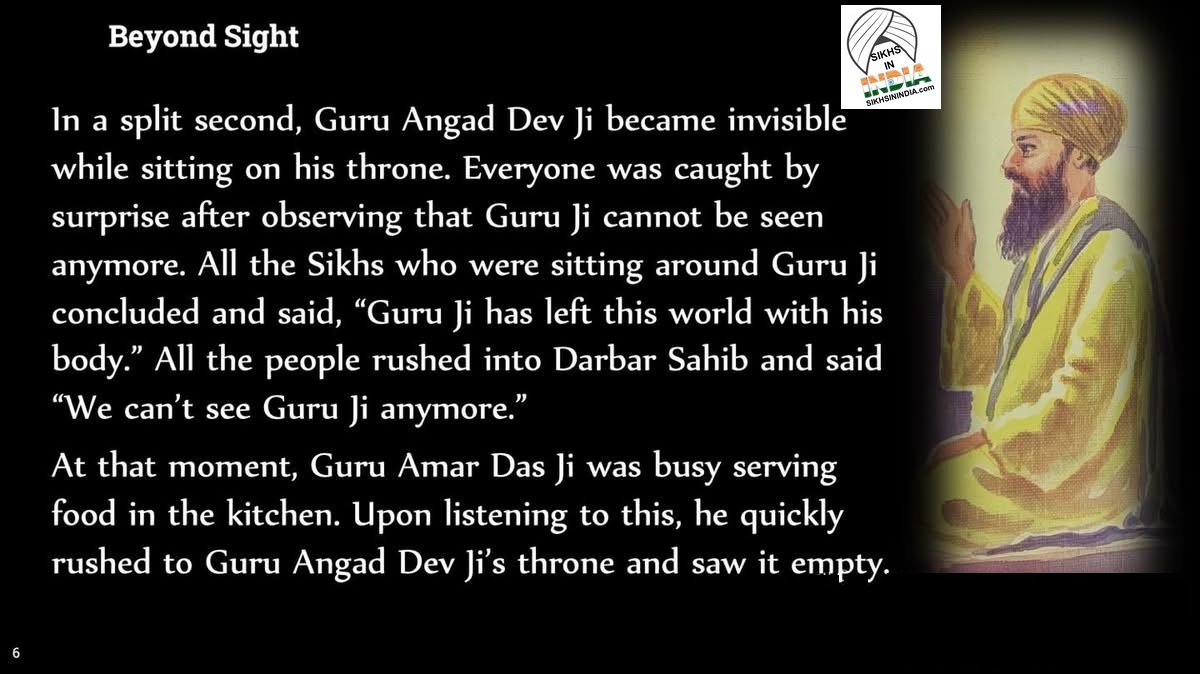 Beyond Sight
SIKHS
IN
INDIA
SIKHSININDIA.com
In a split second, Guru Angad Dev Ji became invisible
while sitting on his throne. Everyone was caught by
surprise after observing that Guru Ji cannot be seen
anymore. All the Sikhs who were sitting around Guru Ji
concluded and said, “Guru Ji has left this world with his
body.” All the people rushed into Darbar Sahib and said
“We can’t see Guru Ji anymore.”
At that moment, Guru Amar Das Ji was busy serving
food in the kitchen. Upon listening to this, he quickly
rushed to Guru Angad Dev Ji’s throne and saw it empty.
6